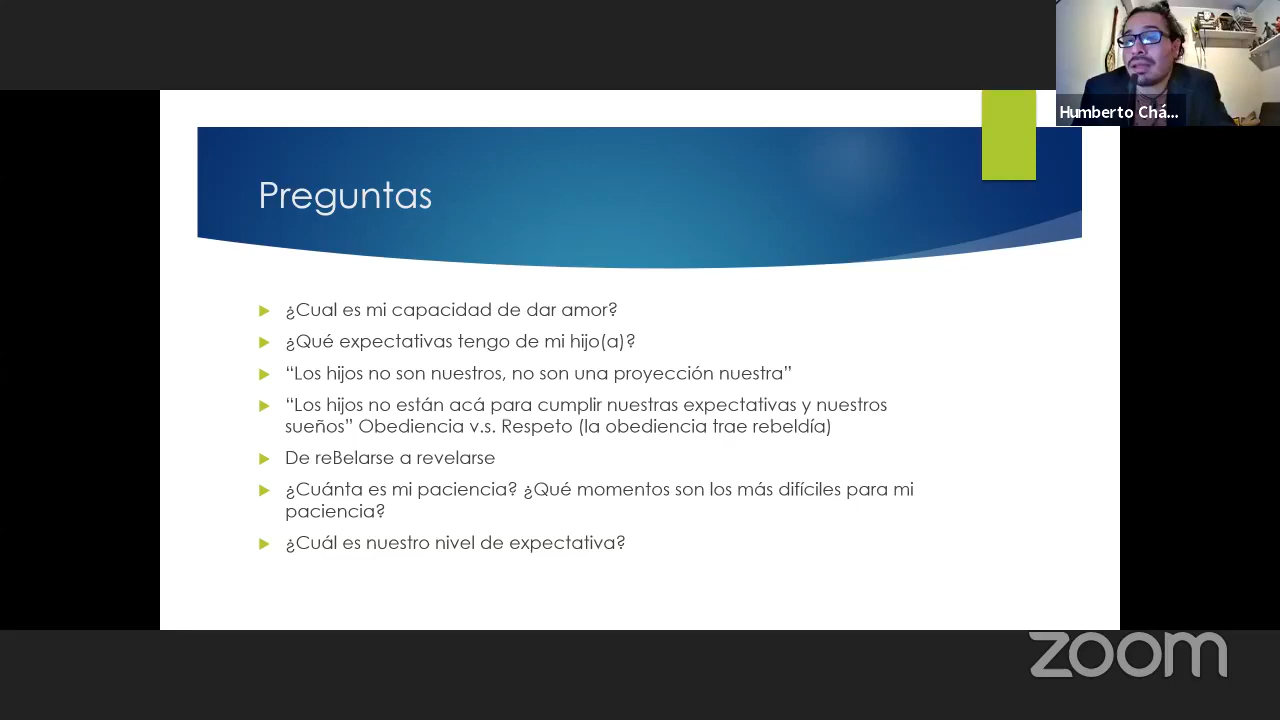 Humberto Chá...
Preguntas
¿Cual es mi capacidad de dar amor?
¿Qué expectativas tengo de mi hijo(a)?
“Los hijos no son nuestros, no son una proyección nuestra”
“Los hijos no están acá para cumplir nuestras expectativas y nuestros
sueños” Obediencia v.s. Respeto (la obediencia trae rebeldía)
De reBelarse a revelarse
¿Cuánta es mi paciencia? ¿Qué momentos son los más difíciles para mi
paciencia?
¿Cuál es nuestro nivel de expectativa?
zoom